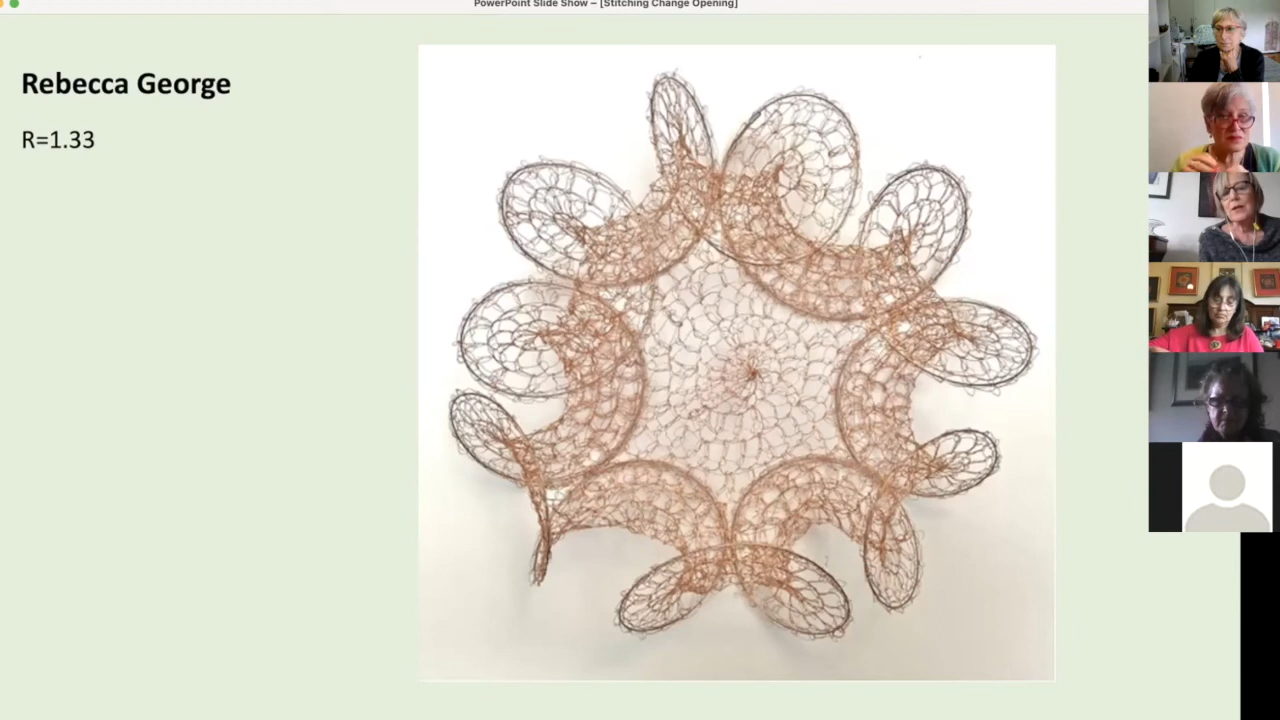 PowerPoint Slide Show – [Stitching Change Opening]
Rebecca George
R=1.33